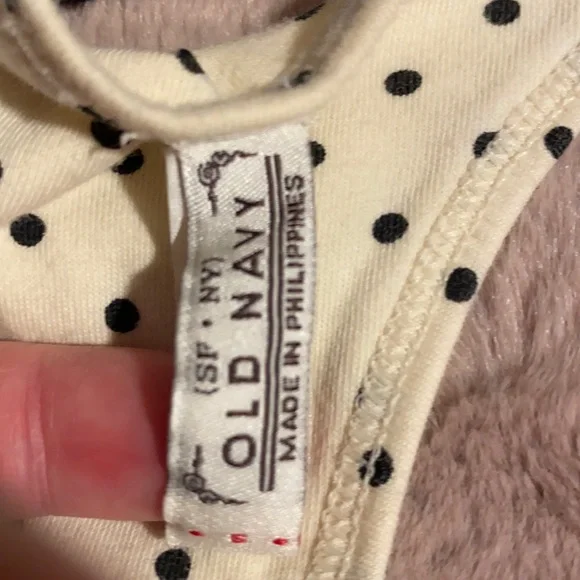 (SF • NY)
OLD NAVY
MADE IN PHILIPPINES